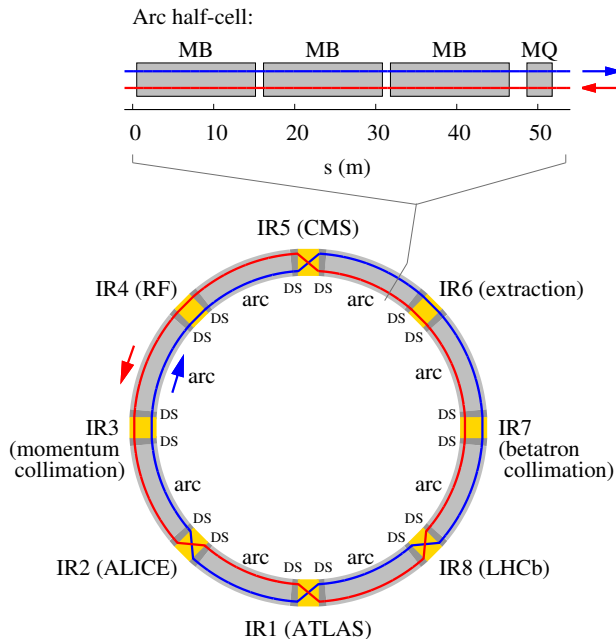 Arc half-cell:
MB MB MB MQ
0 10 20 30 40 50
s (m)
IR5 (CMS)
IR4 (RF)
IR6 (extraction)
DS DS
arc arc
DS DS
DS DS
arc arc
IR3
(momentum
collimation)
DS DS
DS DS
IR7
(betatron
collimation)
arc arc
DS DS
DS DS
IR2 (ALICE)
arc arc
DS DS
IR8 (LHCb)
IR1 (ATLAS)